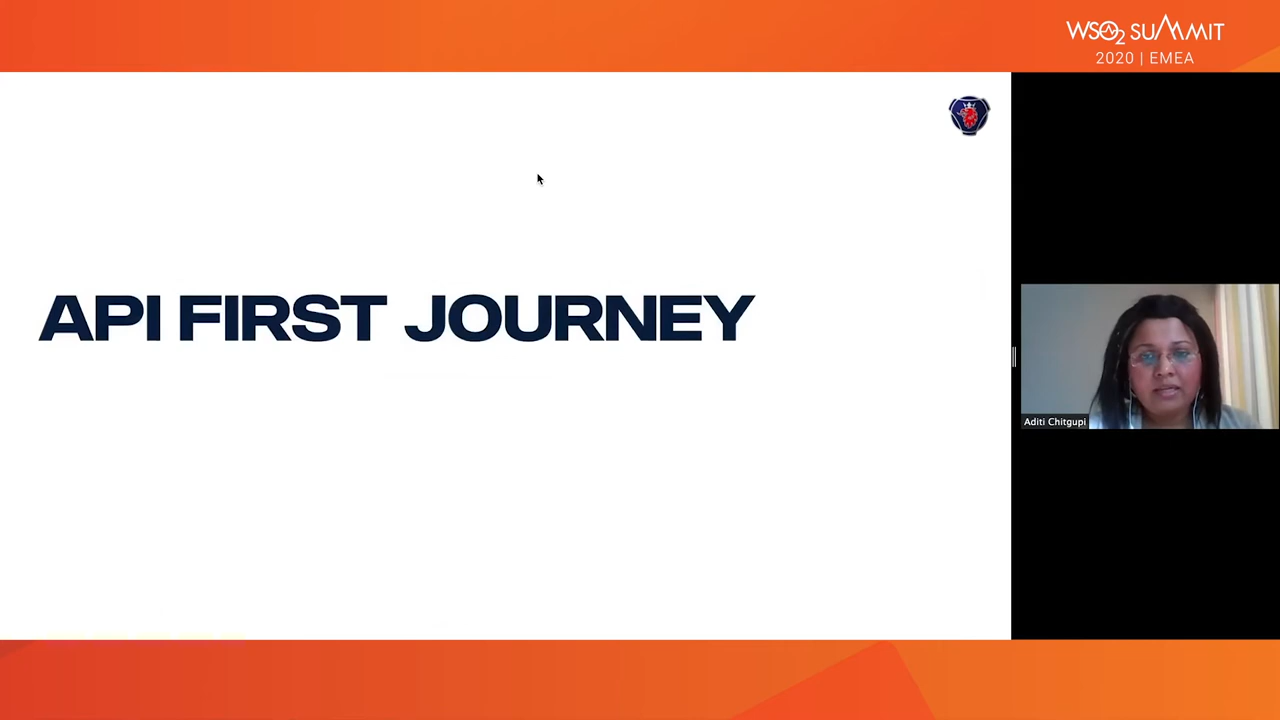 WSO2 SUMMIT
2020 | EMEA
API FIRST JOURNEY
Aditi Chitgupi